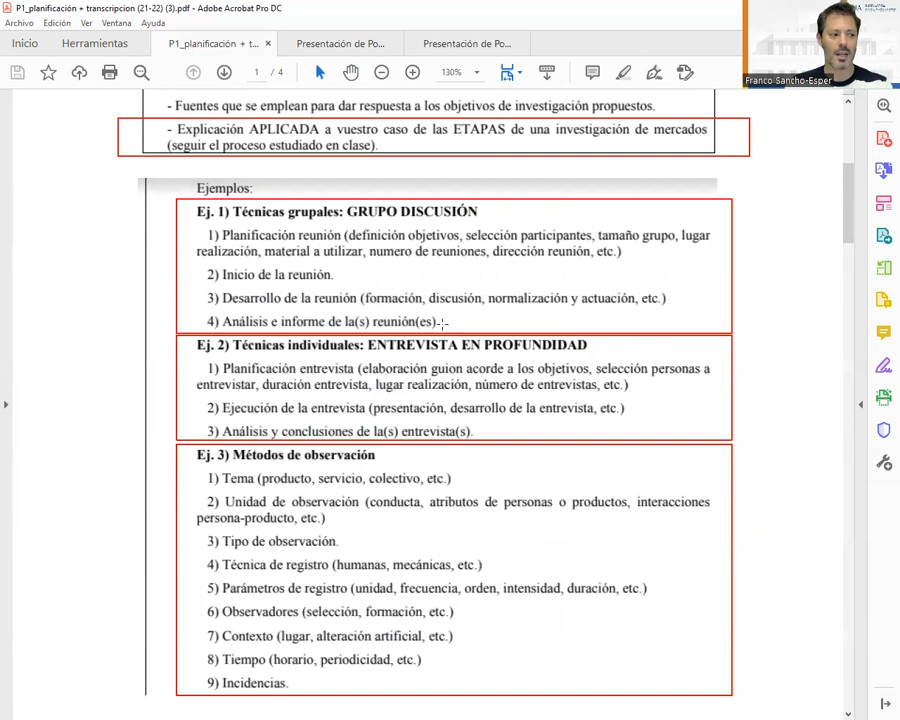 P1_planificación + transcripcion (21-22) (3).pdf - Adobe Acrobat Pro DC
Archivo Edición Ver Ventana Ayuda
Inicio Herramientas P1_planificación + t... × Presentación de Po... Presentación de Po...
1 / 4 130%
Franco Sancho-Esper
- Fuentes que se emplean para dar respuesta a los objetivos de investigación propuestos.
- Explicación APLICADA a vuestro caso de las ETAPAS de una investigación de mercados
(seguir el proceso estudiado en clase).
Ejemplos:
Ej. 1) Técnicas grupales: GRUPO DISCUSIÓN
1) Planificación reunión (definición objetivos, selección participantes, tamaño grupo, lugar
realización, material a utilizar, numero de reuniones, dirección reunión, etc.)
2) Inicio de la reunión.
3) Desarrollo de la reunión (formación, discusión, normalización y actuación, etc.)
4) Análisis e informe de la(s) reunión(es)
Ej. 2) Técnicas individuales: ENTREVISTA EN PROFUNDIDAD
1) Planificación entrevista (elaboración guion acorde a los objetivos, selección personas a
entrevistar, duración entrevista, lugar realización, número de entrevistas, etc.)
2) Ejecución de la entrevista (presentación, desarrollo de la entrevista, etc.)
3) Análisis y conclusiones de la(s) entrevista(s).
Ej. 3) Métodos de observación
1) Tema (producto, servicio, colectivo, etc.)
2) Unidad de observación (conducta, atributos de personas o productos, interacciones
persona-producto, etc.)
3) Tipo de observación.
4) Técnica de registro (humanas, mecánicas, etc.)
5) Parámetros de registro (unidad, frecuencia, orden, intensidad, duración, etc.)
6) Observadores (selección, formación, etc.)
7) Contexto (lugar, alteración artificial, etc.)
8) Tiempo (horario, periodicidad, etc.)
9) Incidencias.